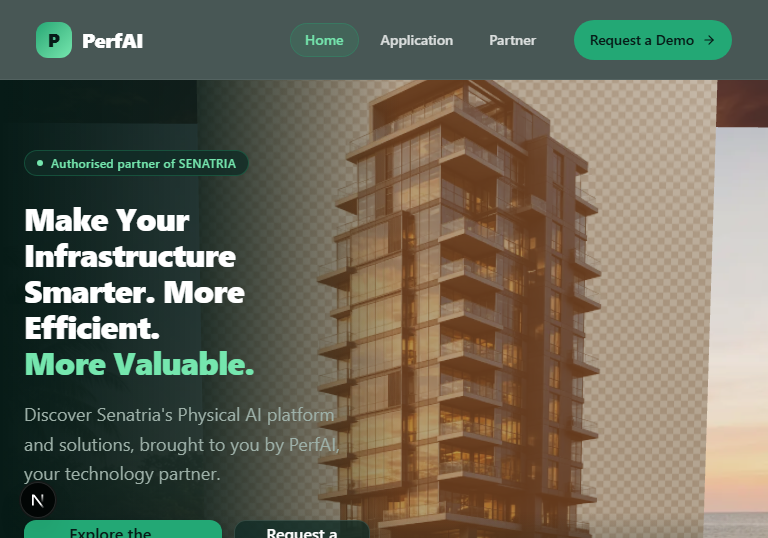 P PerfAI Home Application Partner Request a Demo →
Authorised partner of SENATRIA
Make Your
Infrastructure
Smarter. More
Efficient.
More Valuable.
Discover Senatria's Physical AI platform
and solutions, brought to you by PerfAI,
your technology partner.
N
Explore the Request a